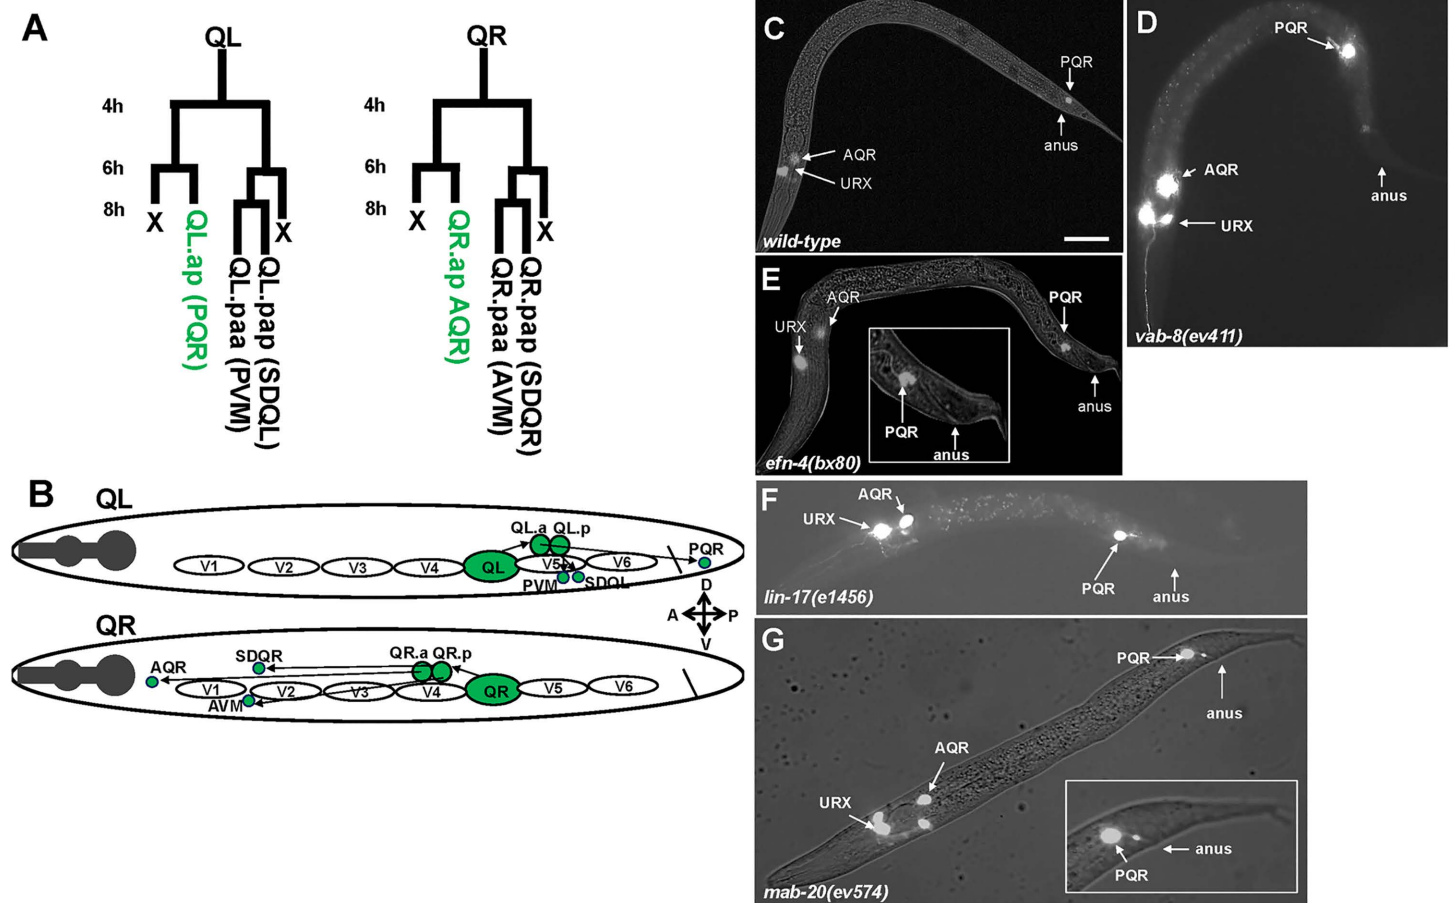 A
QL
QR
4h
4h
6h
6h
8h
8h
X
QL.ap (PQR)
QL.paa (PVM)
QL.pap (SDQL)
X
X
QR.ap AQR)
QR.paa (AVM)
QR.pap (SDQR)
X
B
QL
QL.a QL.p
PQR
V1
V2
V3
V4
QL
V5
V6
PVM
SDQL
D
A
P
V
QR
AQR
SDQR
QR.a QR.p
V1
V2
V3
V4
QR
V5
V6
AVM
C
PQR
anus
AQR
URX
wild-type
D
PQR
AQR
URX
anus
vab-8(ev411)
E
AQR
URX
PQR
anus
PQR
anus
efn-4(bx80)
F
AQR
URX
PQR
anus
lin-17(e1456)
G
PQR
anus
AQR
URX
anus
PQR
mab-20(ev574)